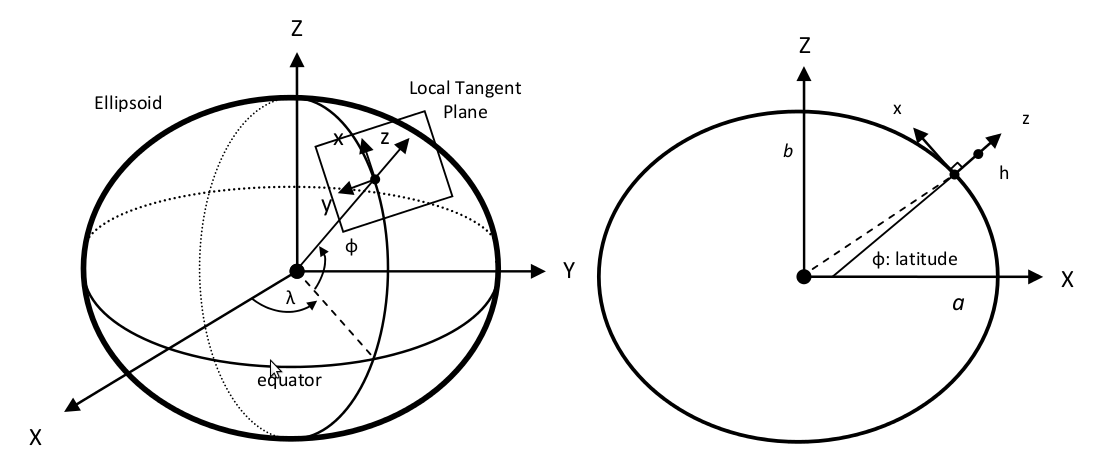 Z
Ellipsoid
Local Tangent
Plane
x
z
y
ϕ
Y
λ
equator
X
Z
x
z
b
h
ϕ: latitude
X
a